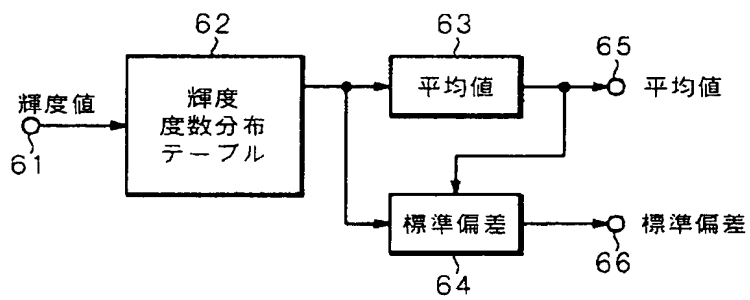 62
63
65
輝度値
61
輝度
度数分布
テーブル
平均値
平均値
標準偏差
64
標準偏差
66